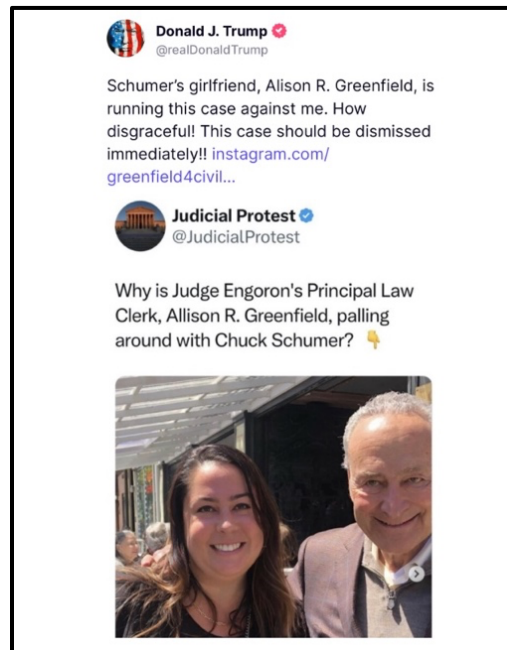 Donald J. Trump
@realDonaldTrump
Schumer's girlfriend, Alison R. Greenfield, is
running this case against me. How
disgraceful! This case should be dismissed
immediately!! instagram.com/
greenfield4civil...
Judicial Protest
@JudicialProtest
Why is Judge Engoron's Principal Law
Clerk, Allison R. Greenfield, palling
around with Chuck Schumer? 👇